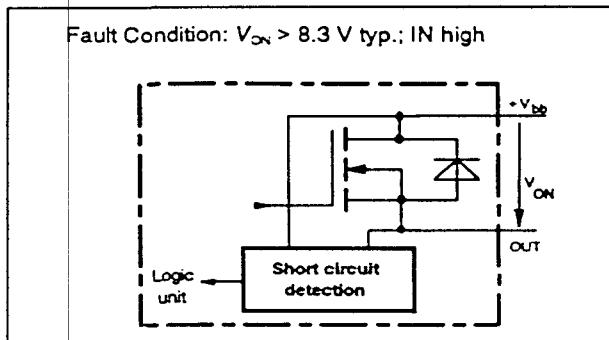 Fault Condition: V_ON > 8.3 V typ.; IN high
+ V_bb
V_ON
OUT
Logic
unit
Short circuit
detection